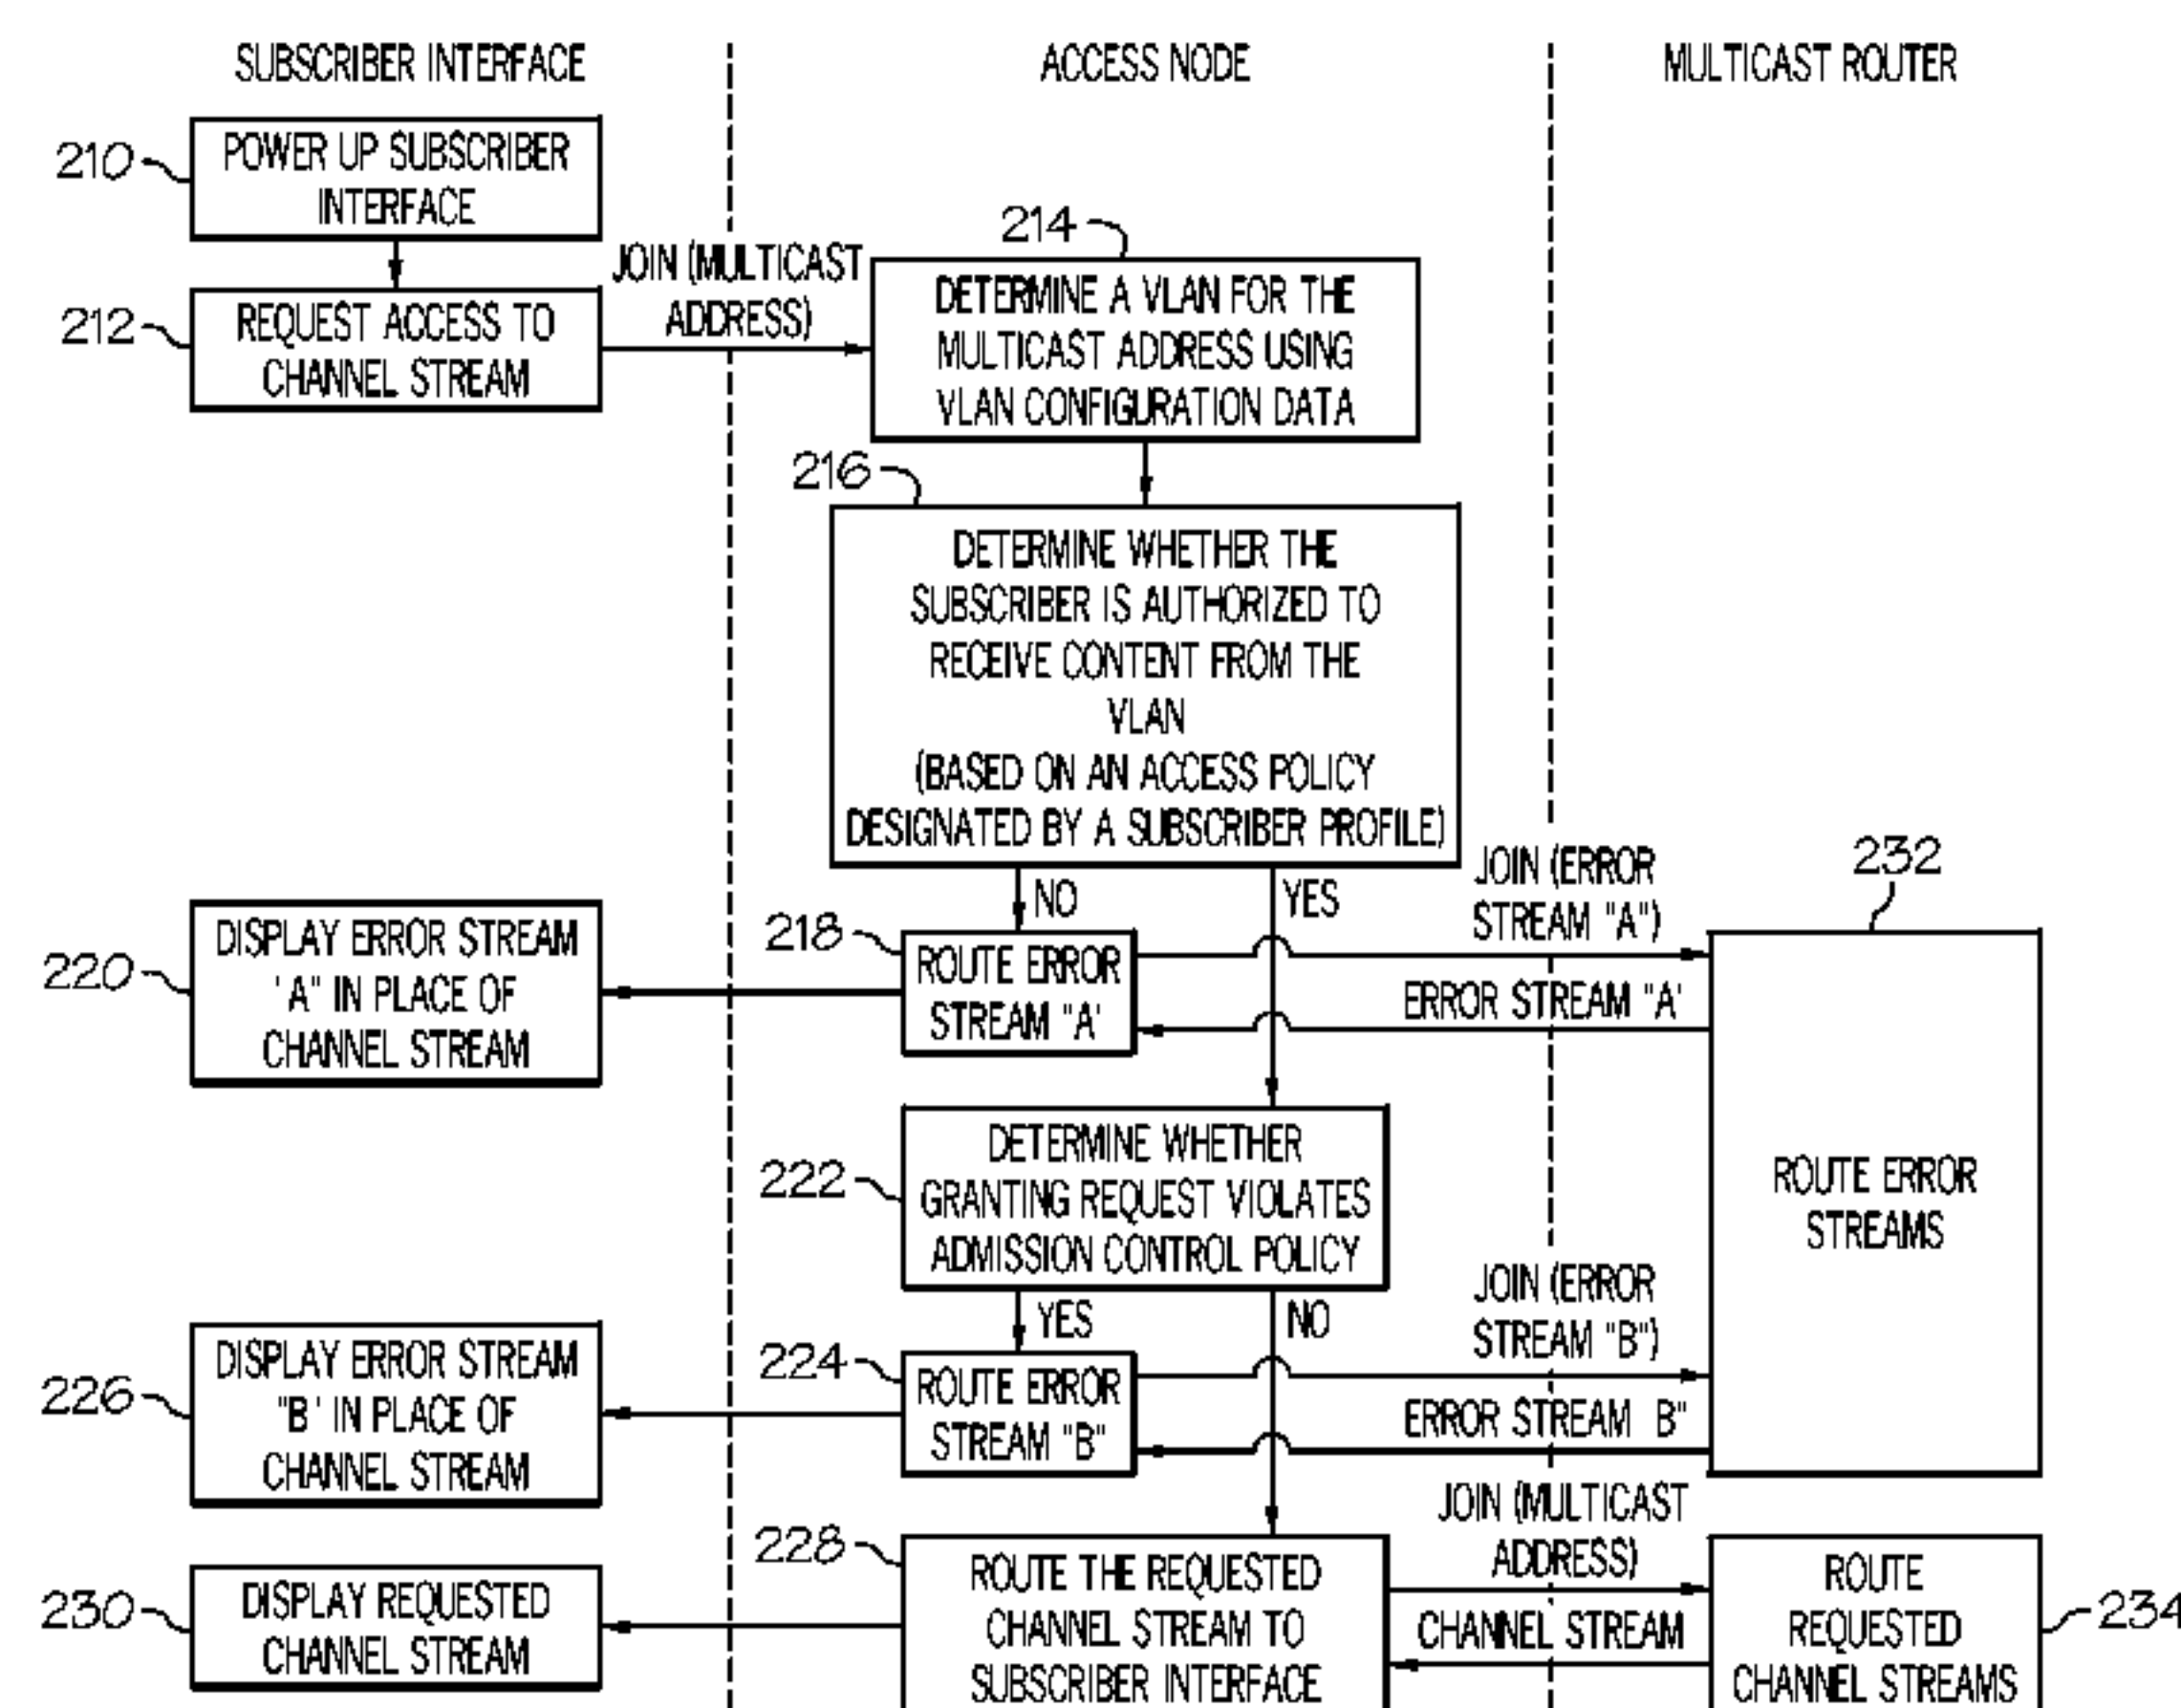 SUBSCRIBER INTERFACE
ACCESS NODE
MULTICAST ROUTER
210
POWER UP SUBSCRIBER
INTERFACE
212
REQUEST ACCESS TO
CHANNEL STREAM
JOIN (MULTICAST
ADDRESS)
214
DETERMINE A VLAN FOR THE
MULTICAST ADDRESS USING
VLAN CONFIGURATION DATA
216
DETERMINE WHETHER THE
SUBSCRIBER IS AUTHORIZED TO
RECEIVE CONTENT FROM THE
VLAN
(BASED ON AN ACCESS POLICY
DESIGNATED BY A SUBSCRIBER PROFILE)
NO
YES
JOIN (ERROR
STREAM "A")
232
220
DISPLAY ERROR STREAM
'A" IN PLACE OF
CHANNEL STREAM
218
ROUTE ERROR
STREAM "A'
ERROR STREAM "A'
ROUTE ERROR
STREAMS
222
DETERMINE WHETHER
GRANTING REQUEST VIOLATES
ADMISSION CONTROL POLICY
YES
NO
JOIN (ERROR
STREAM "B")
226
DISPLAY ERROR STREAM
"B' IN PLACE OF
CHANNEL STREAM
224
ROUTE ERROR
STREAM "B"
ERROR STREAM B"
JOIN (MULTICAST
ADDRESS)
230
DISPLAY REQUESTED
CHANNEL STREAM
228
ROUTE THE REQUESTED
CHANNEL STREAM TO
SUBSCRIBER INTERFACE
CHANNEL STREAM
ROUTE
REQUESTED
CHANNEL STREAMS
234